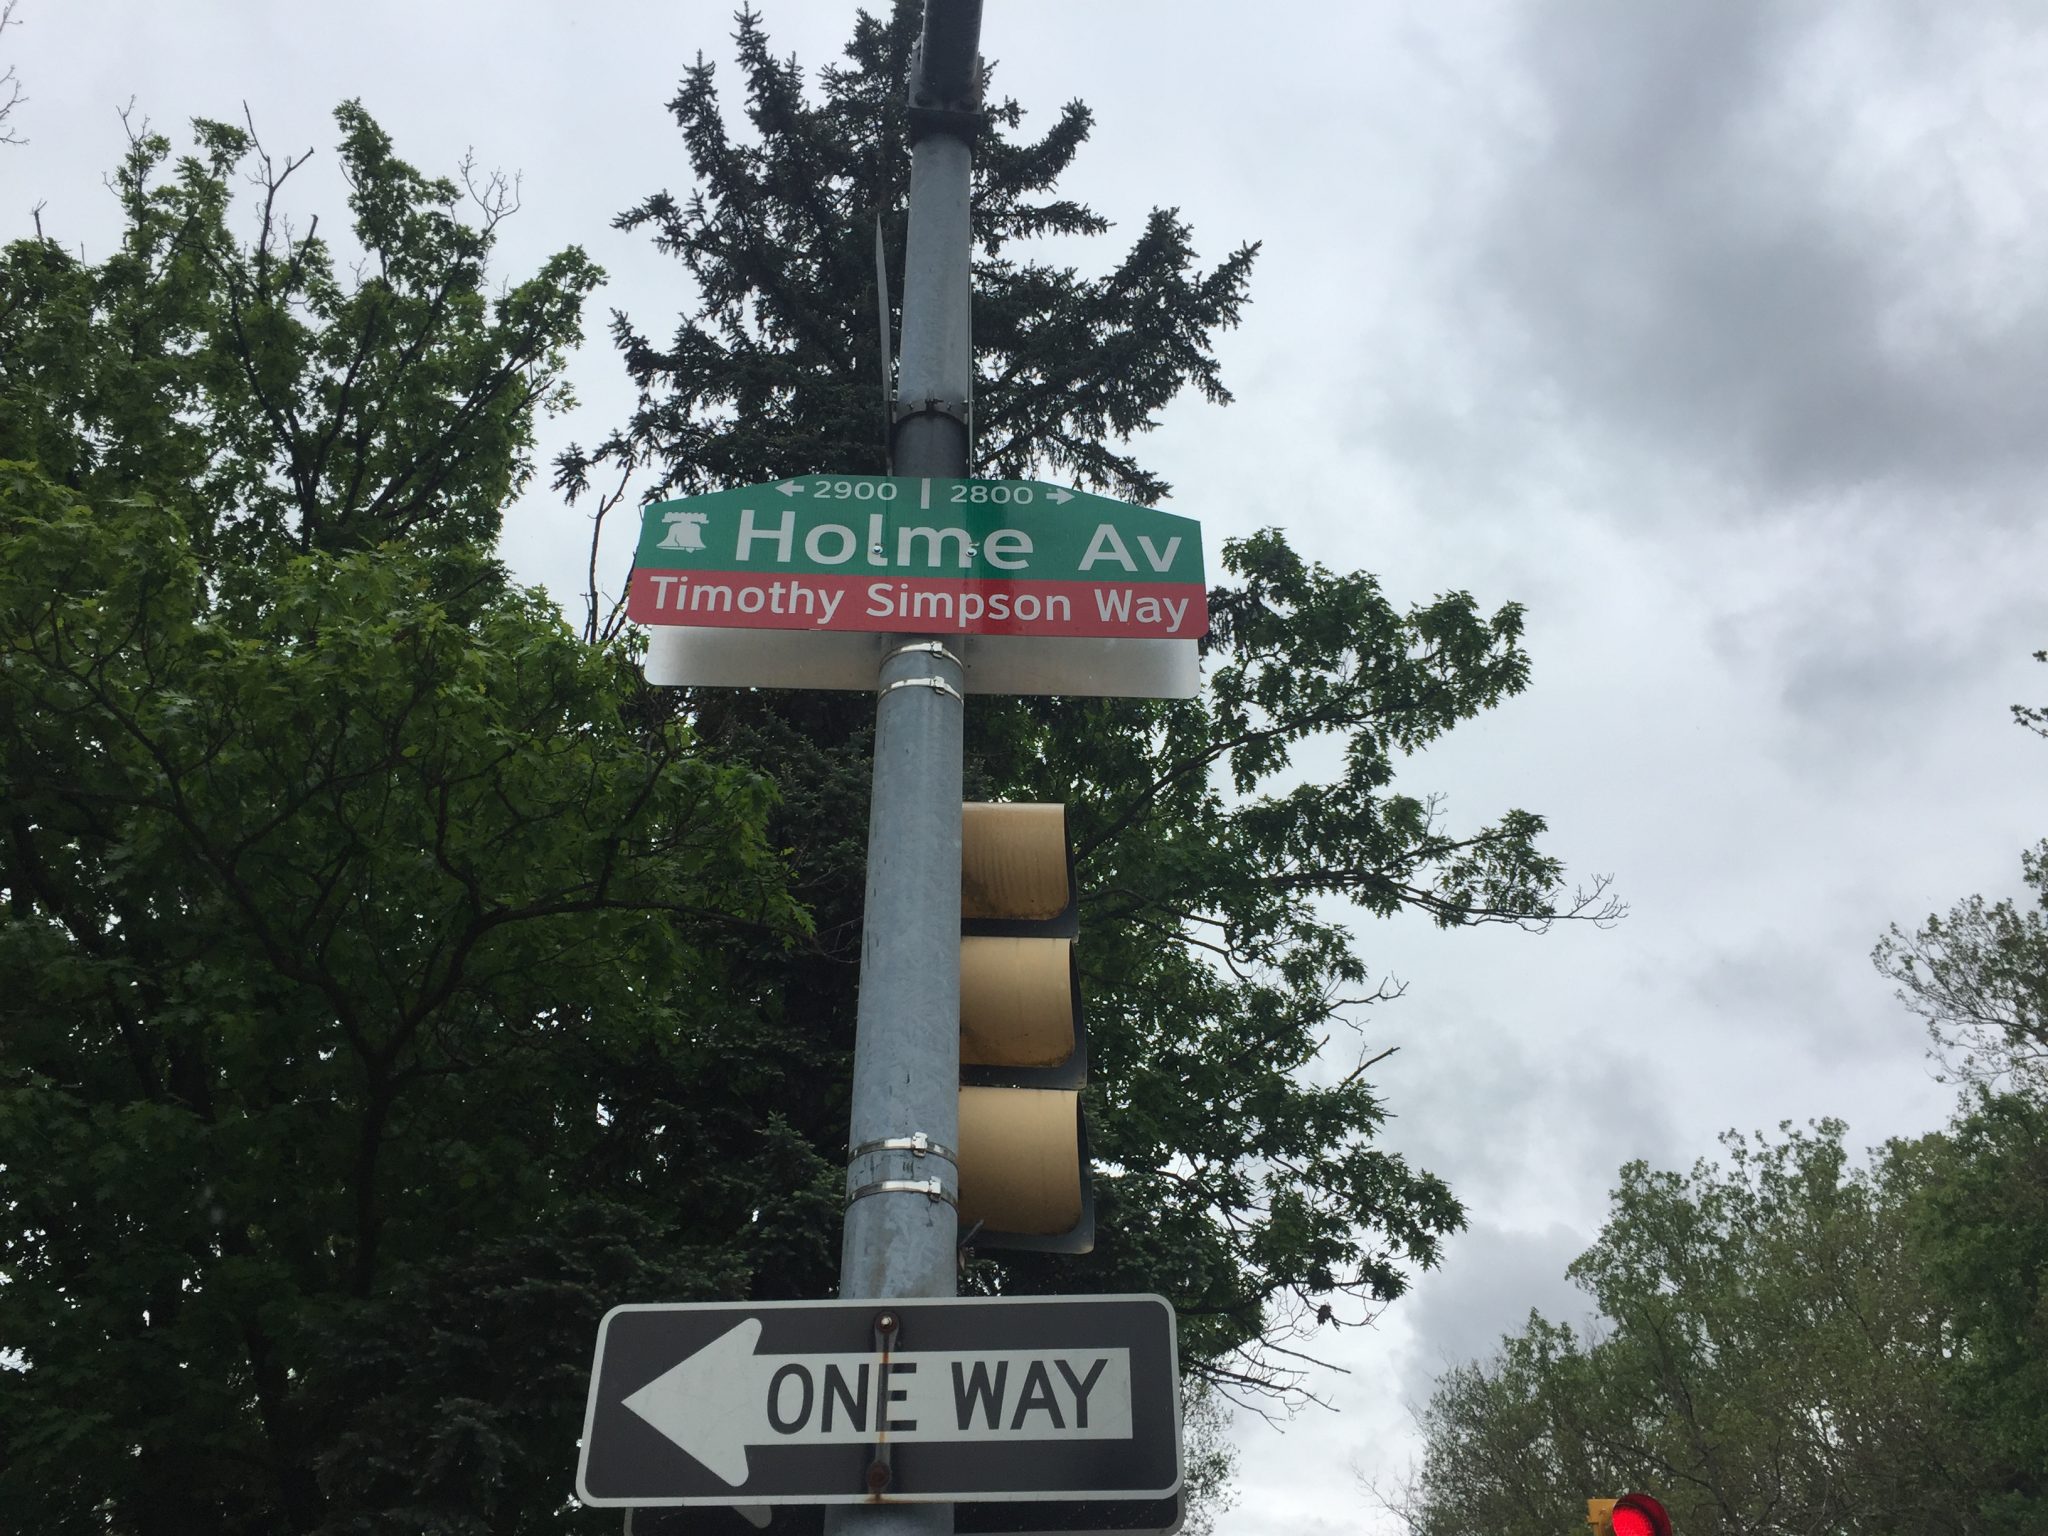 ← 2900 | 2800 →
Holme Av
Timothy Simpson Way
ONE WAY